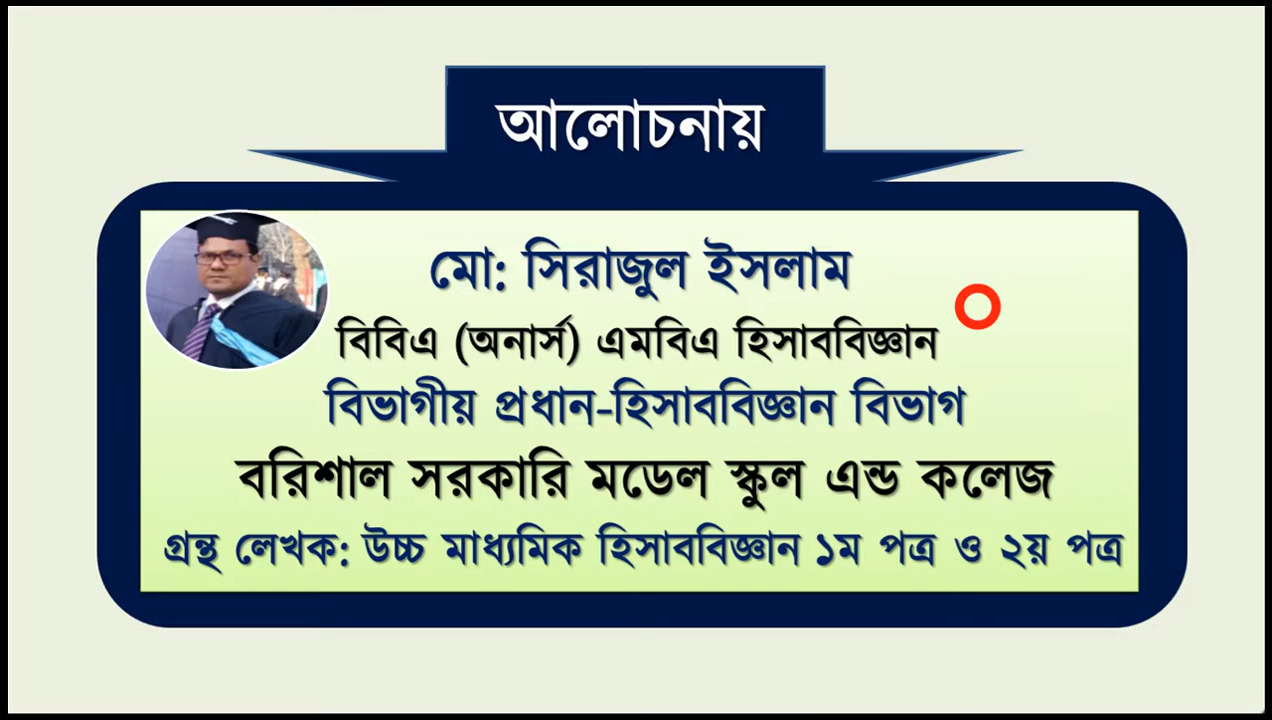 আলোচনায়
মো: সিরাজুল ইসলাম
বিবিএ (অনার্স) এমবিএ হিসাববিজ্ঞান
বিভাগীয় প্রধান-হিসাববিজ্ঞান বিভাগ
বরিশাল সরকারি মডেল স্কুল এন্ড কলেজ
গ্রন্থ লেখক: উচ্চ মাধ্যমিক হিসাববিজ্ঞান ১ম পত্র ও ২য় পত্র